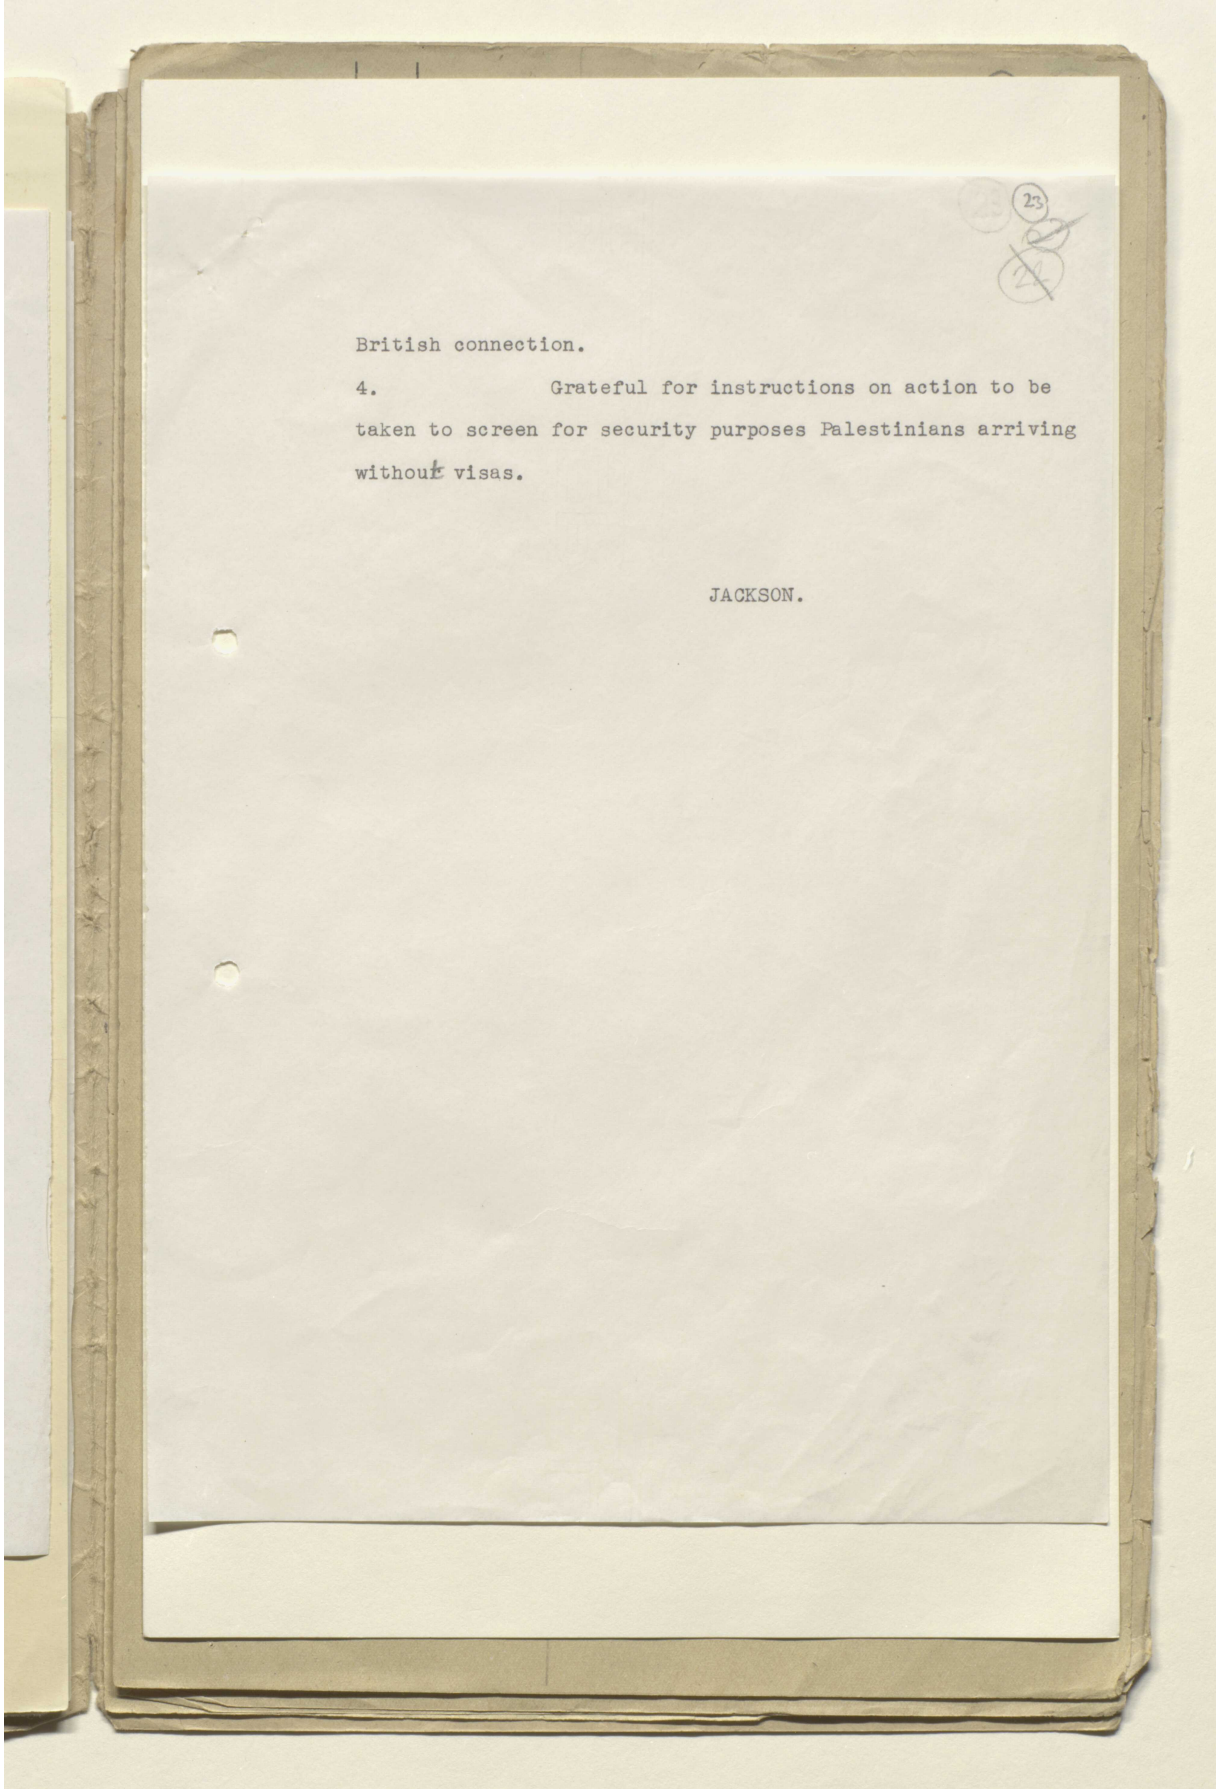 23
British connection.
4. Grateful for instructions on action to be
taken to screen for security purposes Palestinians arriving
without visas.
JACKSON.